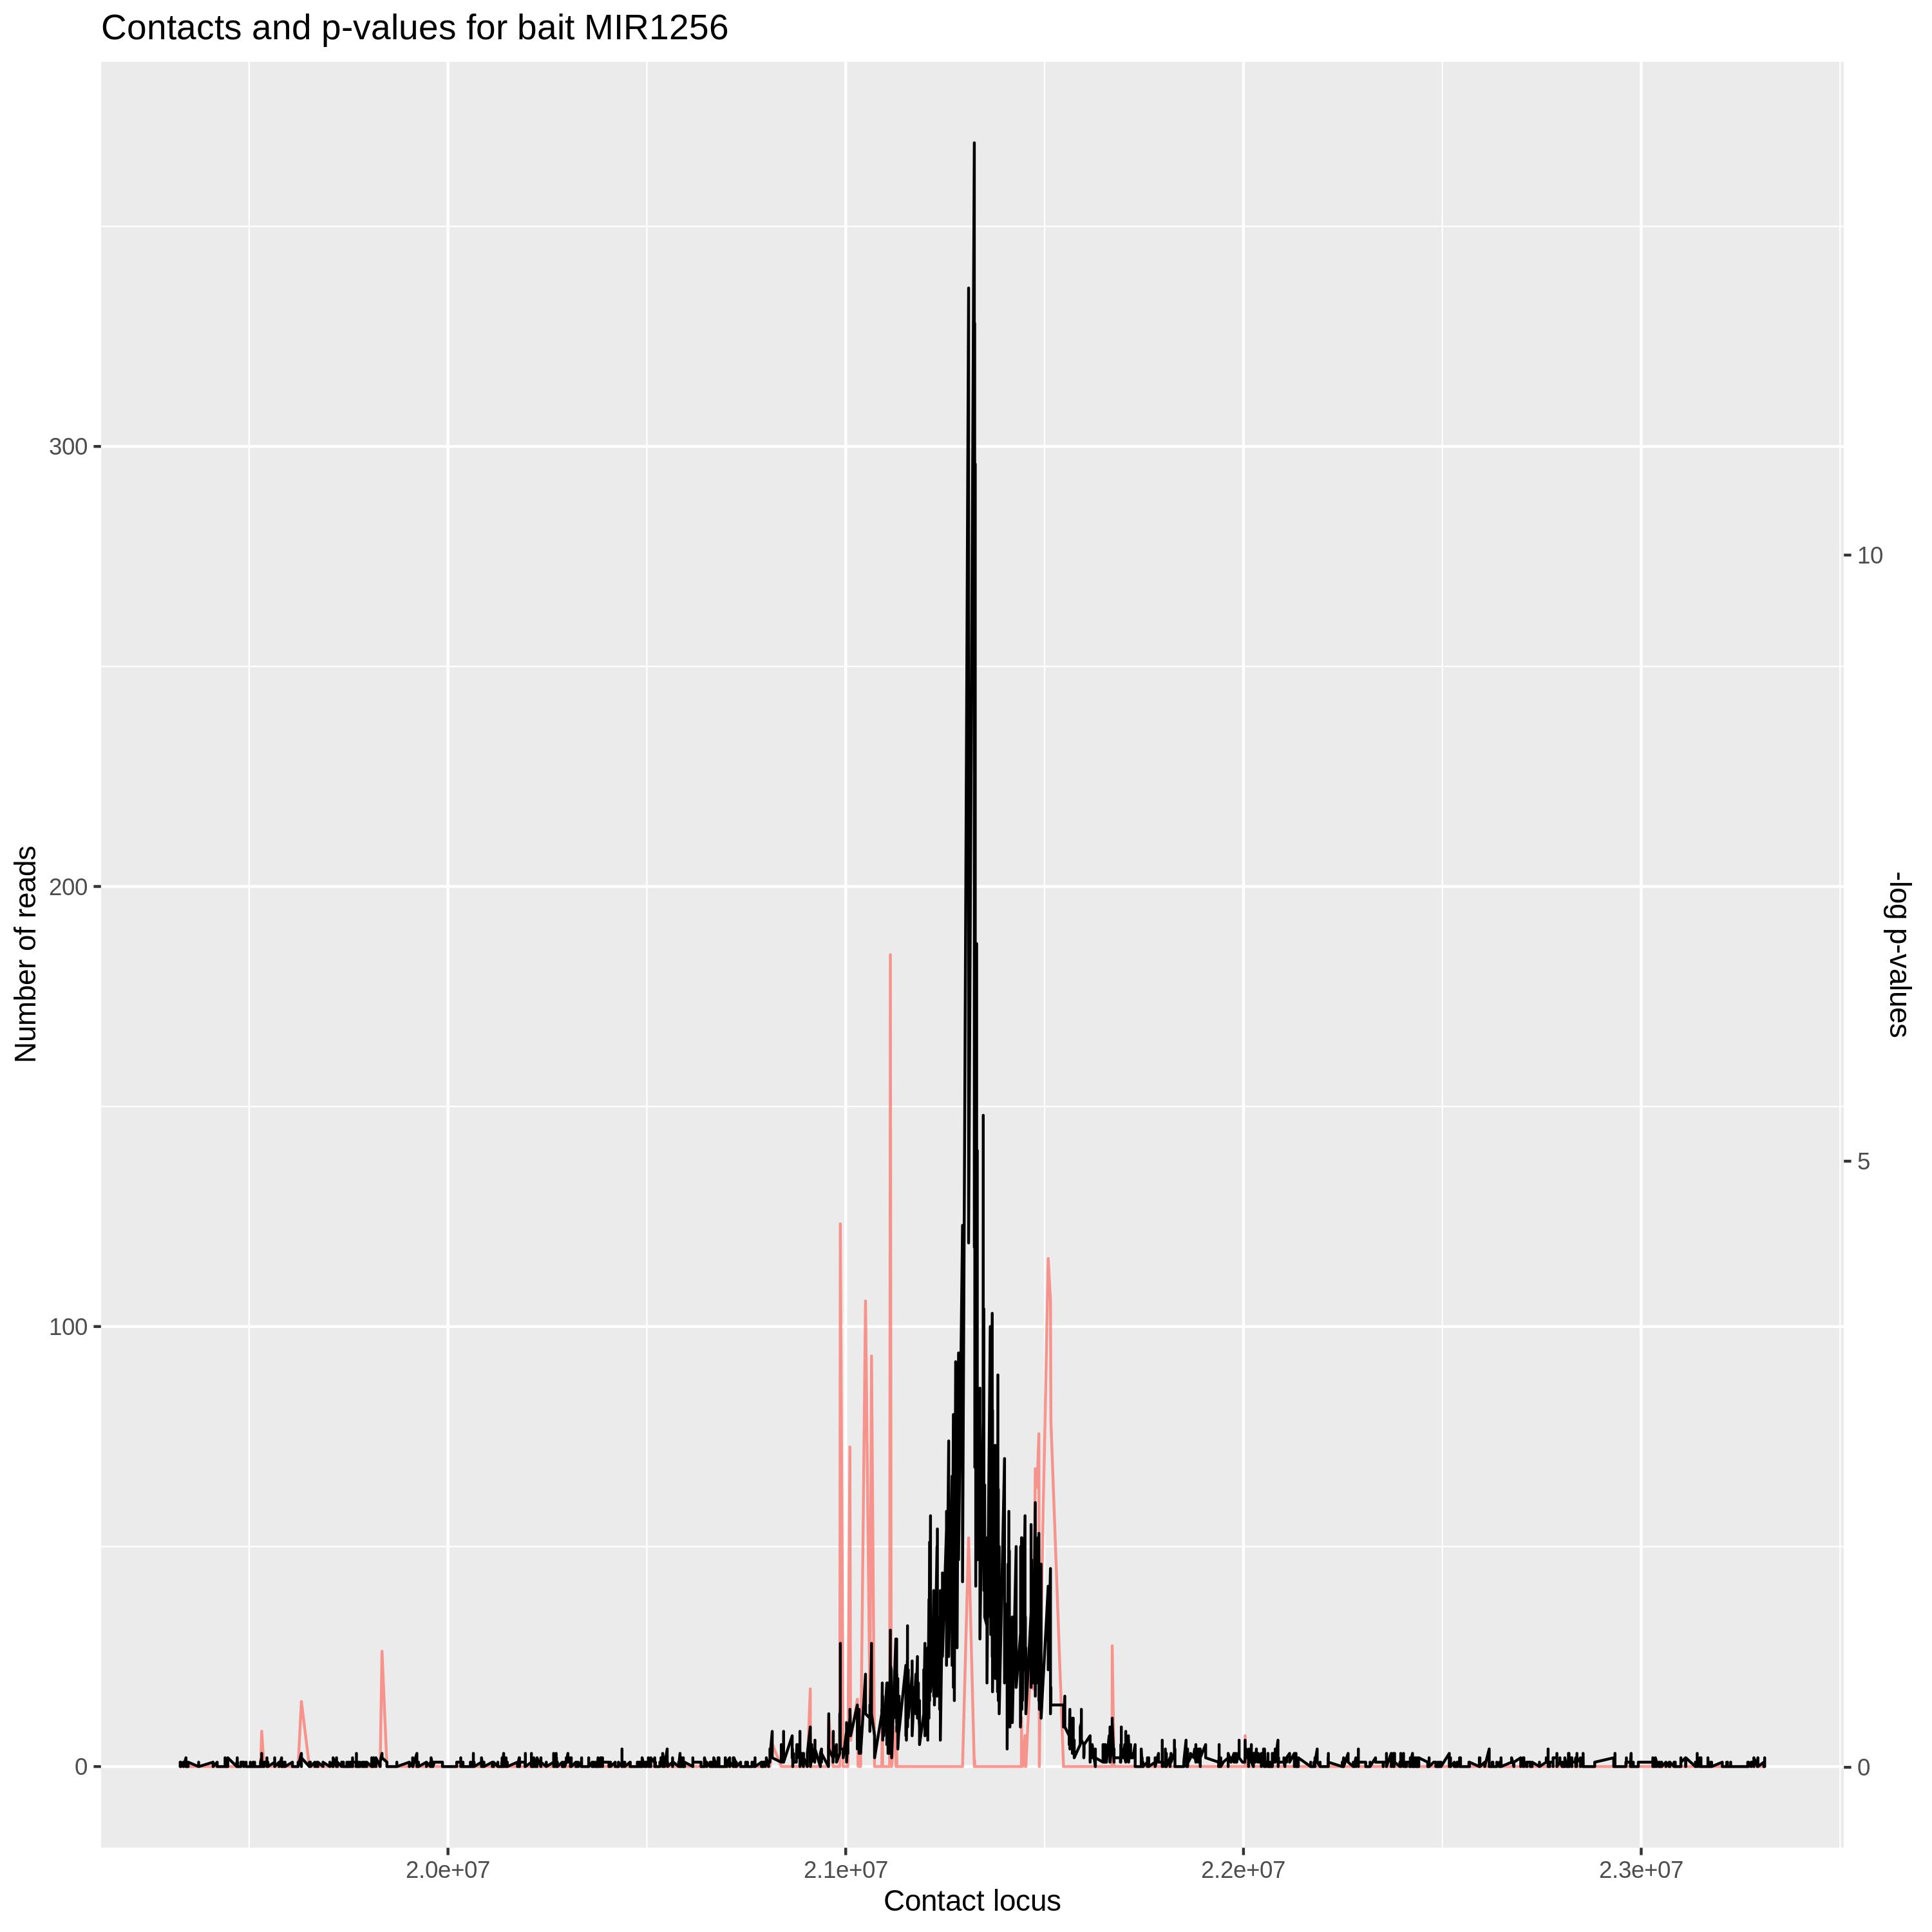 Contacts and p-values for bait MIR1256
300
200
100
0
10
5
0
Number of reads
-log p-values
2.0e+07
2.1e+07
2.2e+07
2.3e+07
Contact locus